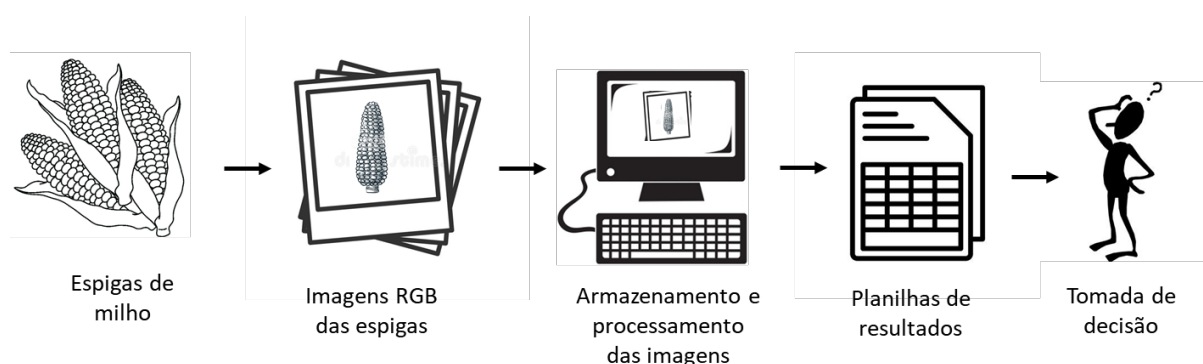 ?
Espigas de
milho
Imagens RGB
das espigas
Armazenamento e
processamento
das imagens
Planilhas de
resultados
Tomada de
decisão